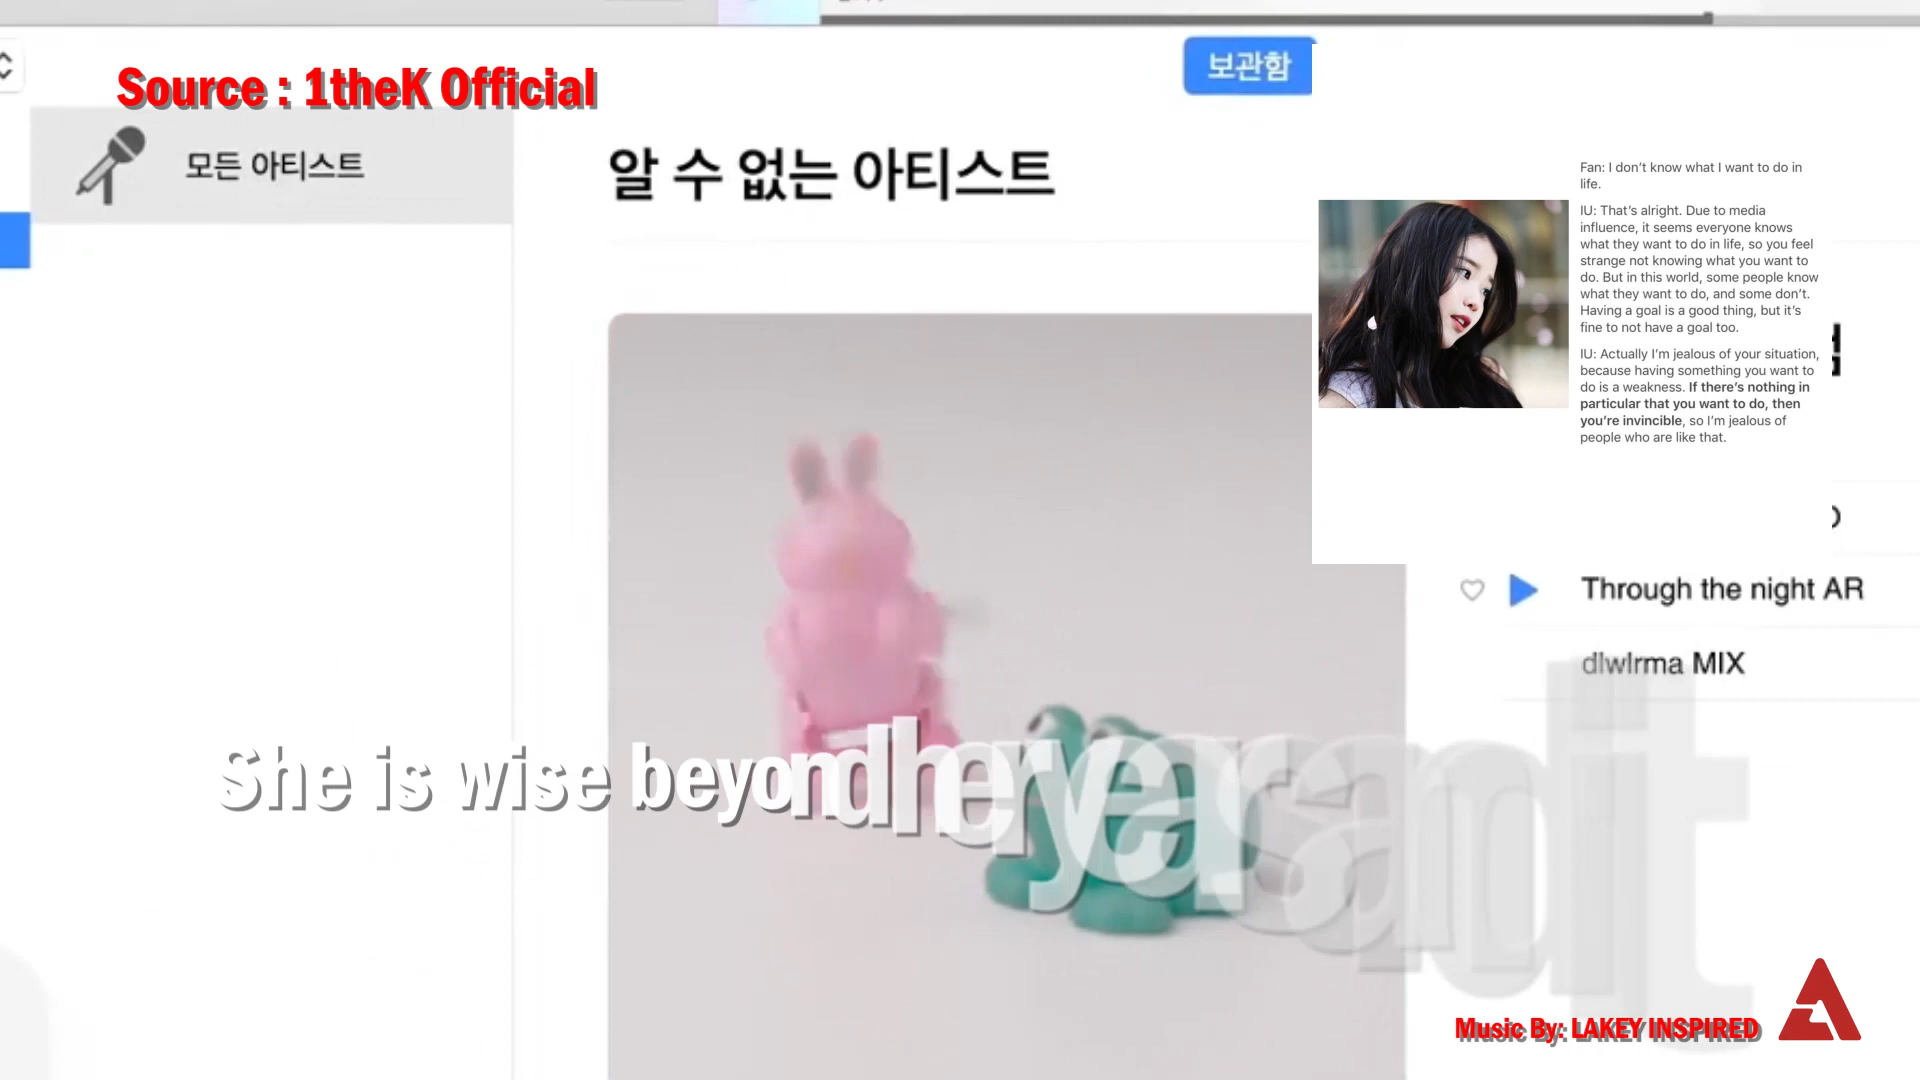 Source : 1theK Official
보관함
모든 아티스트
알 수 없는 아티스트
Fan: I don’t know what I want to do in
life.
IU: That’s alright. Due to media
influence, it seems everyone knows
what they want to do in life, so you feel
strange not knowing what you want to
do. But in this world, some people know
what they want to do, and some don’t.
Having a goal is a good thing, but it’s
fine to not have a goal too.
IU: Actually I’m jealous of your situation,
because having something you want to
do is a weakness. If there’s nothing in
particular that you want to do, then
you’re invincible, so I’m jealous of
people who are like that.
Through the night AR
dlwlrma MIX
She is wise beyond her years and it
Music By: LAKEY INSPIRED